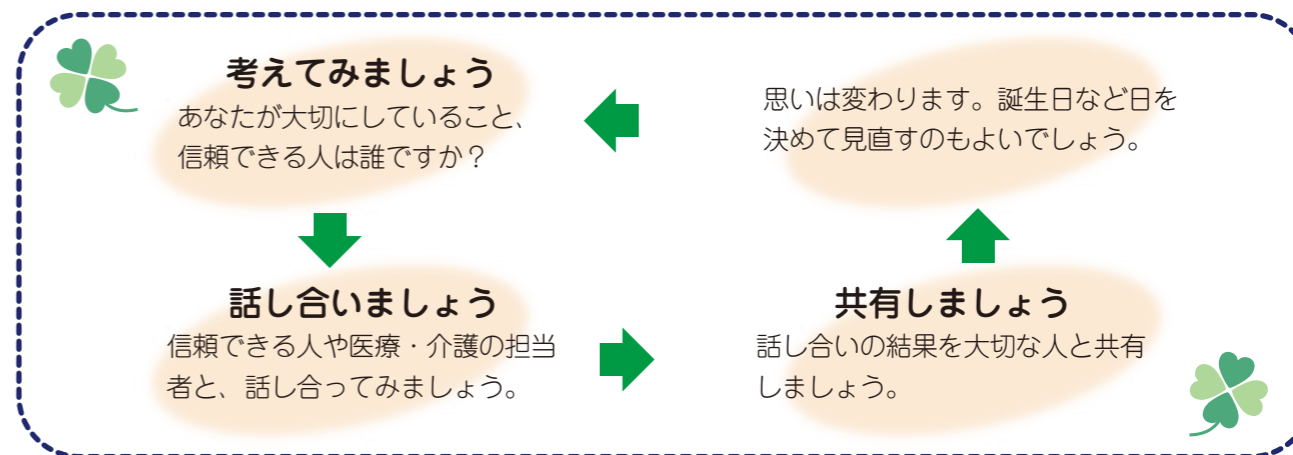 考えてみましょう
あなたが大切にしていること、
信頼できる人は誰ですか？
思いは変わります。誕生日など日を
決めて見直すのもよいでしょう。
話し合いましょう
信頼できる人や医療・介護の担当
者と、話し合ってみましょう。
共有しましょう
話し合いの結果を大切な人と共有
しましょう。